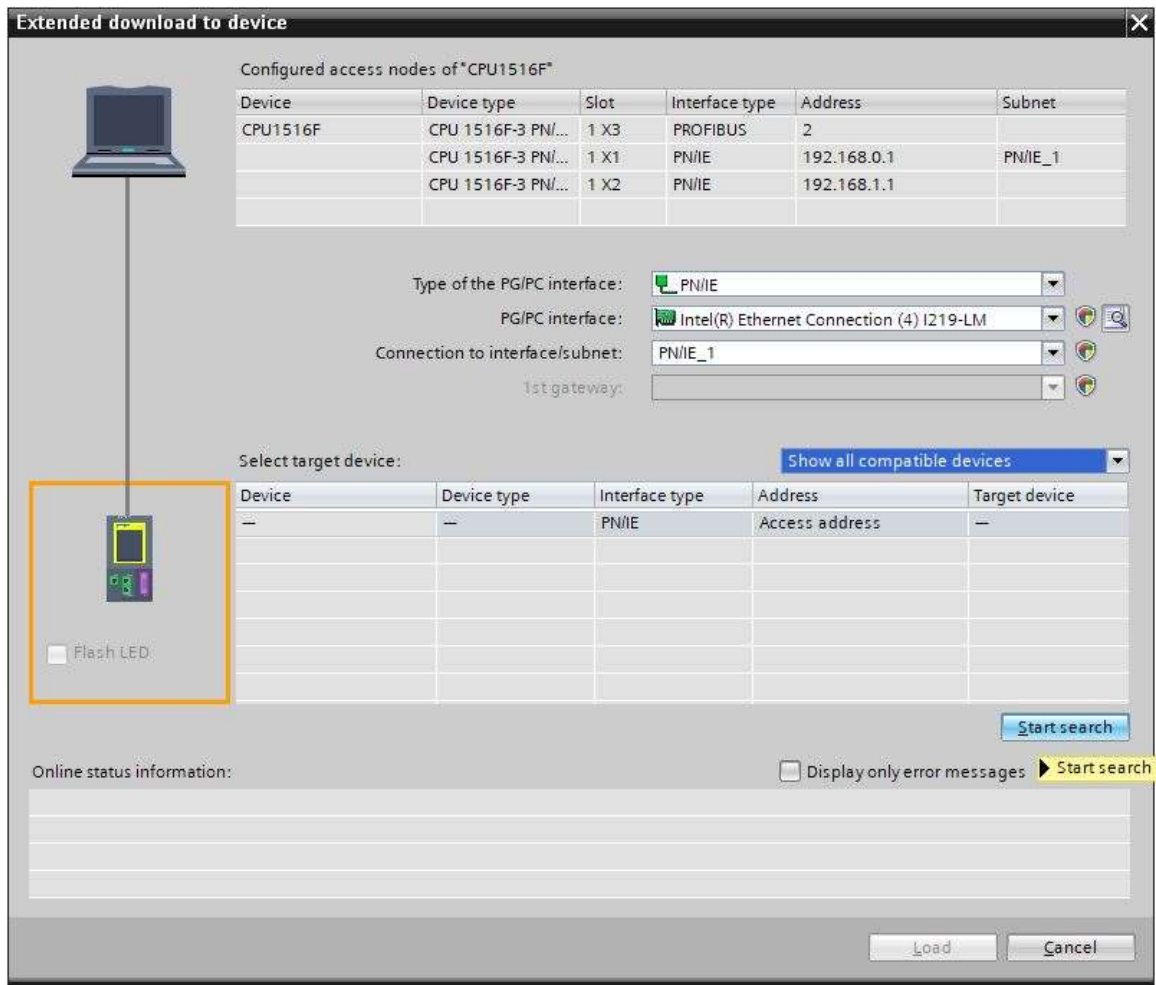 Extended download to device
Configured access nodes of "CPU1516F"
Device Device type Slot Interface type Address Subnet
CPU1516F CPU 1516F-3 PN/... 1 X3 PROFIBUS 2
CPU 1516F-3 PN/... 1 X1 PN/IE 192.168.0.1 PN/IE_1
CPU 1516F-3 PN/... 1 X2 PN/IE 192.168.1.1
Type of the PG/PC interface: PN/IE
PG/PC interface: Intel(R) Ethernet Connection (4) I219-LM
Connection to interface/subnet: PN/IE_1
1st gateway:
Select target device: Show all compatible devices
Device Device type Interface type Address Target device
— — PN/IE Access address —
Flash LED
Start search
Online status information: Display only error messages Start search
Load Cancel